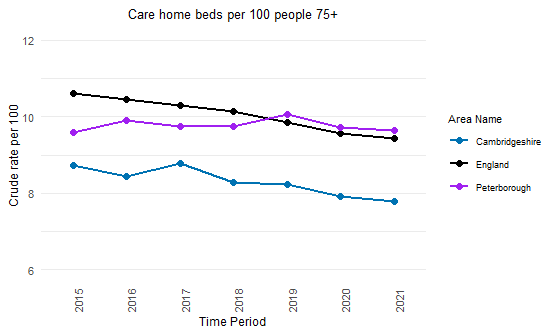 Care home beds per 100 people 75+
Crude rate per 100
12
10
8
6
2015
2016
2017
2018
2019
2020
2021
Time Period
Area Name
Cambridgeshire
England
Peterborough